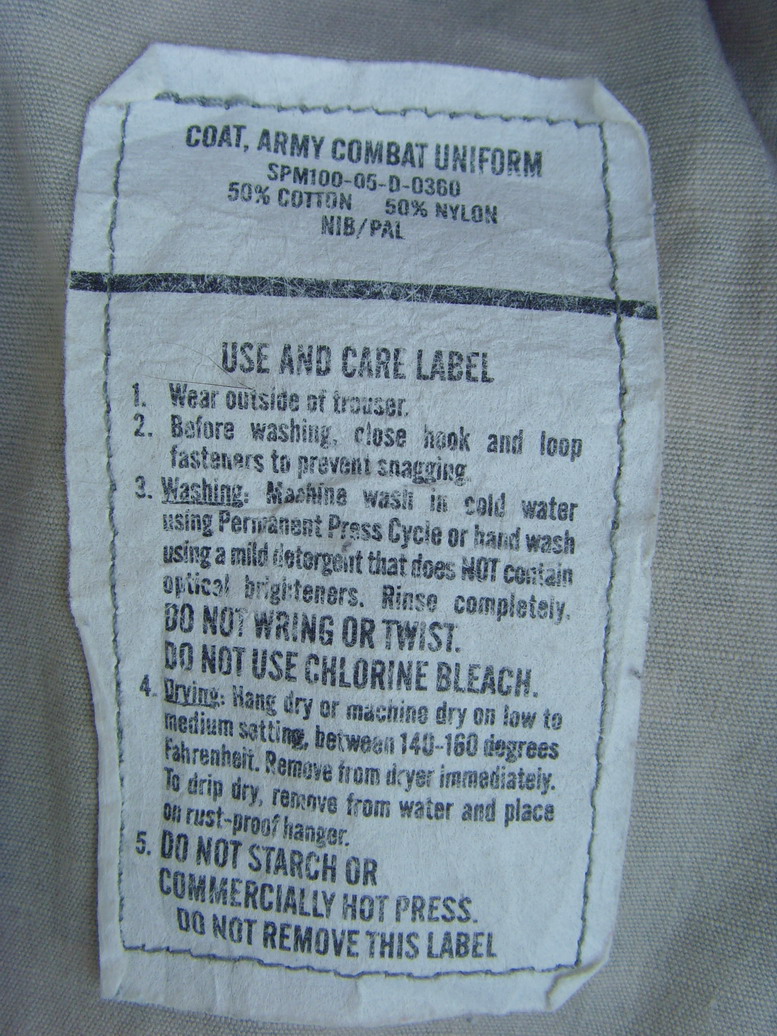 COAT, ARMY COMBAT UNIFORM
SPM100-05-D-0360
50% COTTON 50% NYLON
NIB/PAL
USE AND CARE LABEL
1. Wear outside of trouser.
2. Before washing, close hook and loop
fasteners to prevent snagging.
3. Washing: Machine wash in cold water
using Permanent Press Cycle or hand wash
using a mild detergent that does NOT contain
optical brighteners. Rinse completely.
DO NOT WRING OR TWIST.
DO NOT USE CHLORINE BLEACH.
4. Drying: Hang dry or machine dry on low to
medium setting, between 140-160 degrees
Fahrenheit. Remove from dryer immediately.
To drip dry, remove from water and place
on rust-proof hanger.
5. DO NOT STARCH OR
COMMERCIALLY HOT PRESS.
DO NOT REMOVE THIS LABEL